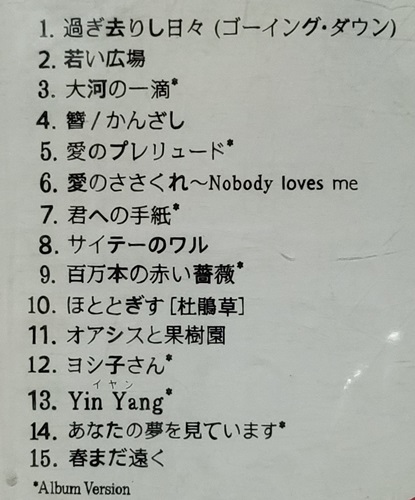 1. 過ぎ去りし日々 (ゴーイング・ダウン)
2. 若い広場
3. 大河の一滴*
4. 簪 / かんざし
5. 愛のプレリュード*
6. 愛のささくれ～Nobody loves me
7. 君への手紙*
8. サイテーのワル
9. 百万本の赤い薔薇*
10. ほととぎす [杜鵑草]
11. オアシスと果樹園
12. ヨシ子さん*
イヤン
13. Yin Yang*
14. あなたの夢を見ています*
15. 春まだ遠く
*Album Version